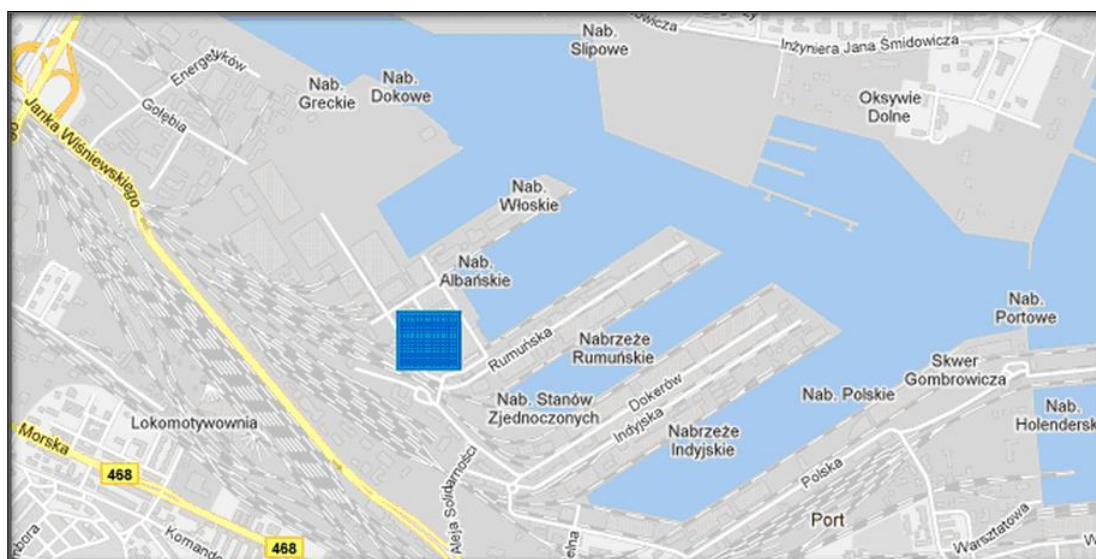 Nab.
Slipowe
Inżyniera Jana Śmidowicza
Energetyków
Nab.
Greckie
Nab.
Dokowe
Gołębia
Oksywie
Dolne
Janka Wiśniewskiego
Nab.
Włoskie
Nab.
Albańskie
Rumuńska
Nabrzeże
Rumuńskie
Nab.
Portowe
Skwer
Gombrowicza
Nab. Stanów
Zjednoczonych
Dokerów
Indyjska
Nab. Polskie
Nab.
Holendersk
Lokomotywownia
Nabrzeże
Indyjskie
Morska
468
Aleja Solidarności
Polska
Port
Warsztatowa
468